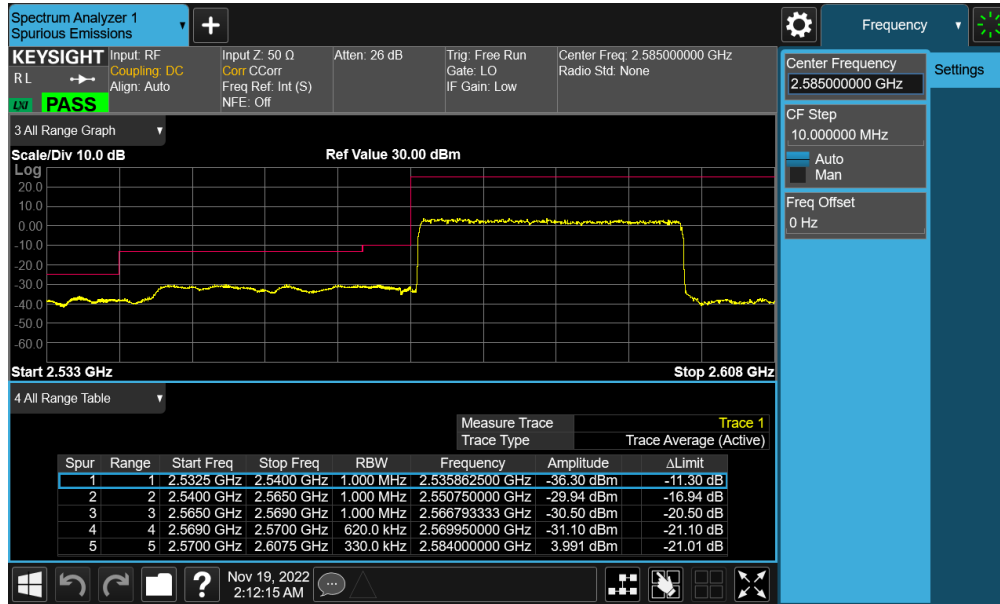 Spectrum Analyzer 1
Spurious Emissions
+
Frequency
KEYSIGHT
R L
LXI
PASS
Input: RF
Coupling: DC
Align: Auto
Input Z: 50 Ω
Corr CCorr
Freq Ref: Int (S)
NFE: Off
Atten: 26 dB
Trig: Free Run
Gate: LO
IF Gain: Low
Center Freq: 2.585000000 GHz
Radio Std: None
Center Frequency
2.585000000 GHz
Settings
CF Step
10.000000 MHz
Auto
Man
Freq Offset
0 Hz
3 All Range Graph
Scale/Div 10.0 dB
Ref Value 30.00 dBm
Log
20.0
10.0
0.00
-10.0
-20.0
-30.0
-40.0
-50.0
-60.0
Start 2.533 GHz
Stop 2.608 GHz
4 All Range Table
Measure Trace Trace 1
Trace Type Trace Average (Active)
Spur Range Start Freq Stop Freq RBW Frequency Amplitude ΔLimit
1 1 2.5325 GHz 2.5400 GHz 1.000 MHz 2.535862500 GHz -36.30 dBm -11.30 dB
2 2 2.5400 GHz 2.5650 GHz 1.000 MHz 2.550750000 GHz -29.94 dBm -16.94 dB
3 3 2.5650 GHz 2.5690 GHz 1.000 MHz 2.566793333 GHz -30.50 dBm -20.50 dB
4 4 2.5690 GHz 2.5700 GHz 620.0 kHz 2.569950000 GHz -31.10 dBm -21.10 dB
5 5 2.5700 GHz 2.6075 GHz 330.0 kHz 2.584000000 GHz 3.991 dBm -21.01 dB
?
Nov 19, 2022
2:12:15 AM